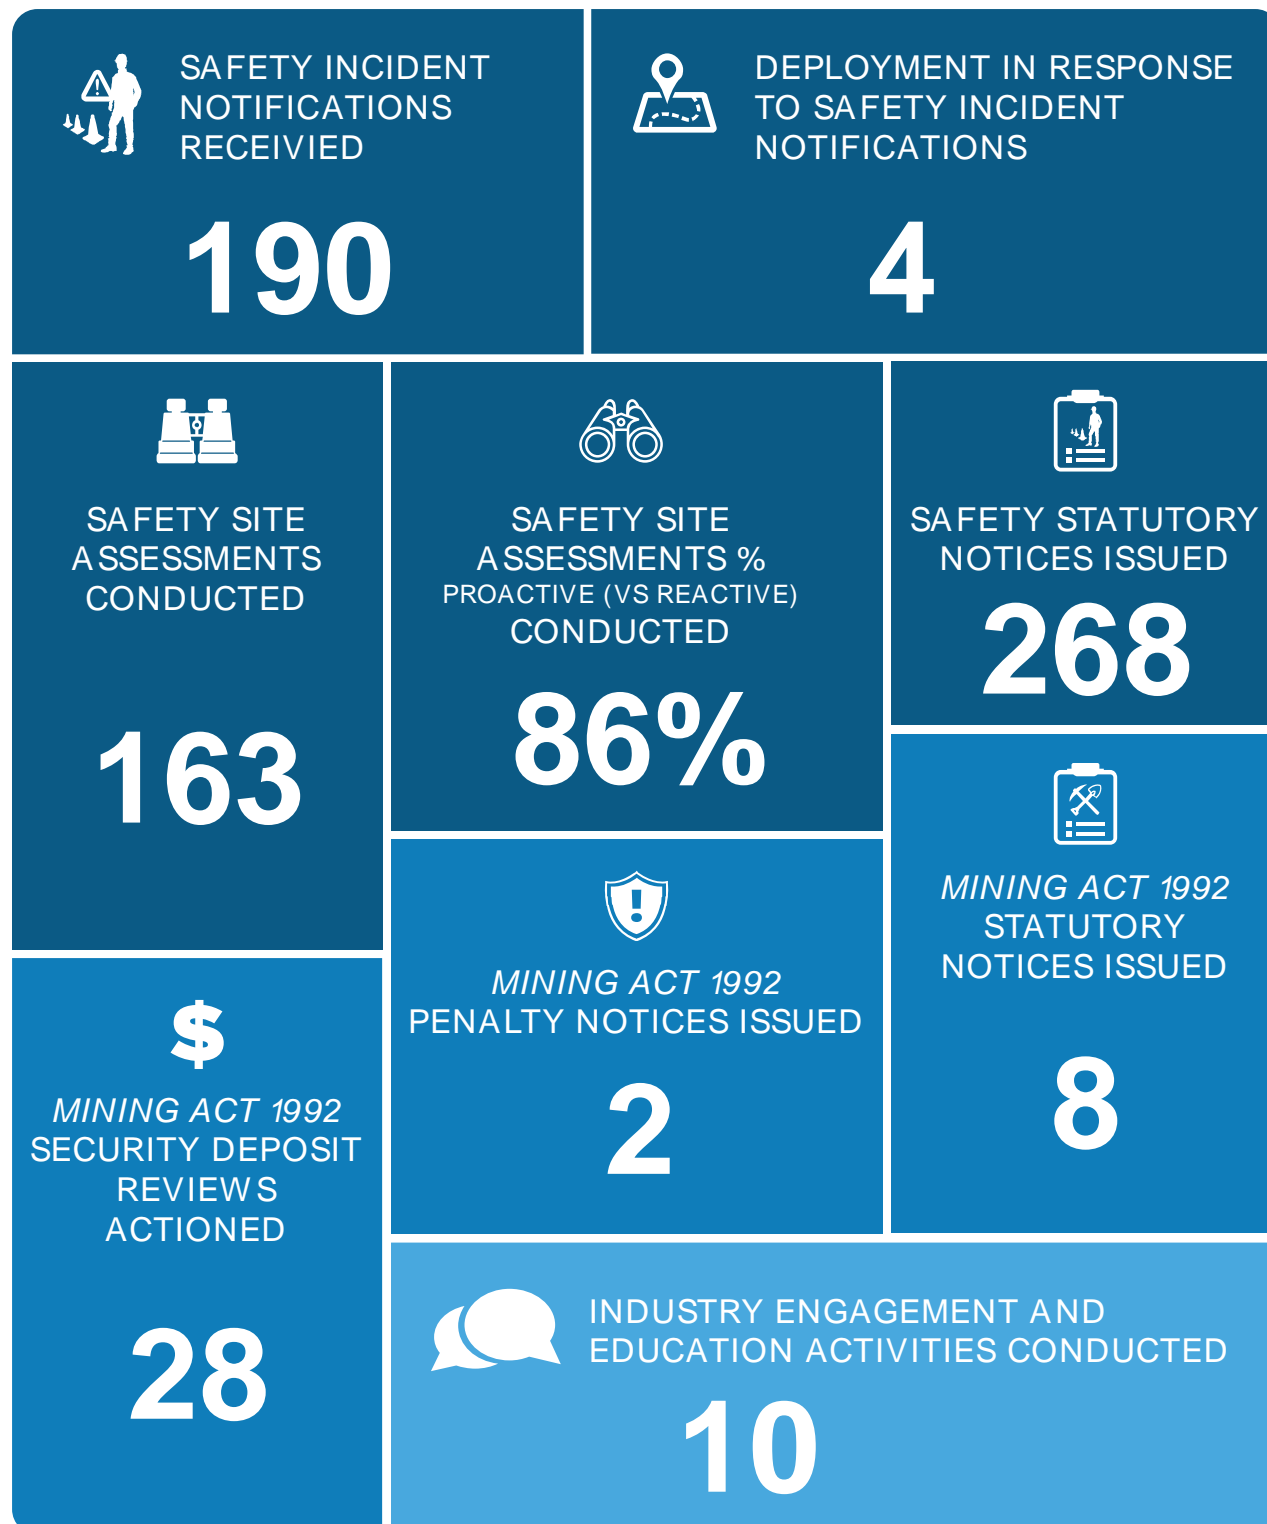 SAFETY INCIDENT
NOTIFICATIONS
RECEIVIED
190
DEPLOYMENT IN RESPONSE
TO SAFETY INCIDENT
NOTIFICATIONS
4
SAFETY SITE
ASSESSMENTS
CONDUCTED
163
SAFETY SITE
ASSESSMENTS %
PROACTIVE (VS REACTIVE)
CONDUCTED
86%
SAFETY STATUTORY
NOTICES ISSUED
268
MINING ACT 1992
STATUTORY
NOTICES ISSUED
8
MINING ACT 1992
PENALTY NOTICES ISSUED
2
$
MINING ACT 1992
SECURITY DEPOSIT
REVIEWS
ACTIONED
28
INDUSTRY ENGAGEMENT AND
EDUCATION ACTIVITIES CONDUCTED
10